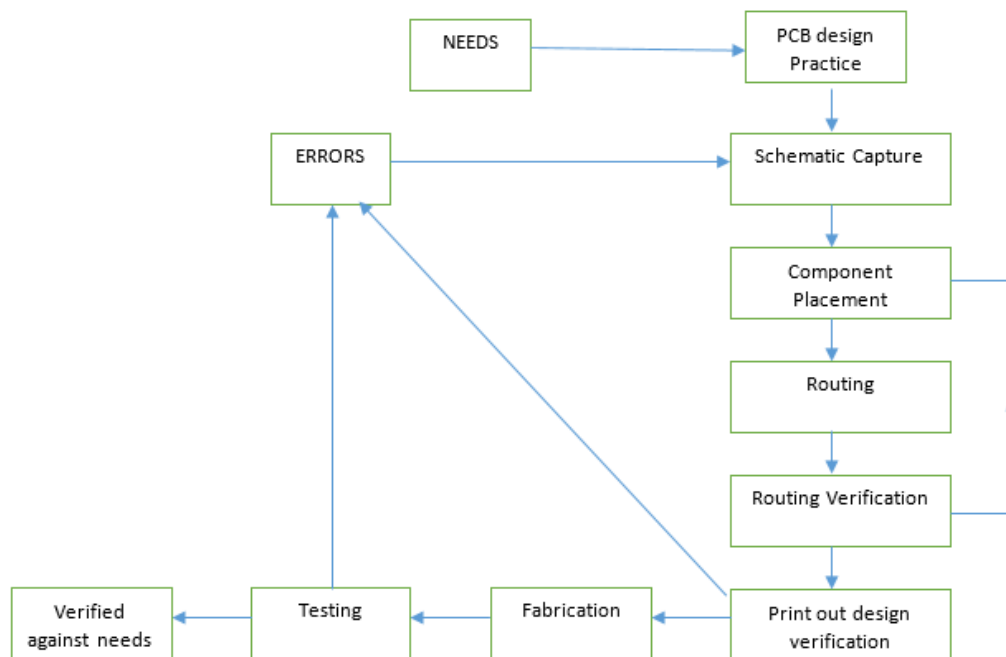 NEEDS
PCB design
Practice
ERRORS
Schematic Capture
Component
Placement
Routing
Routing Verification
Verified
against needs
Testing
Fabrication
Print out design
verification